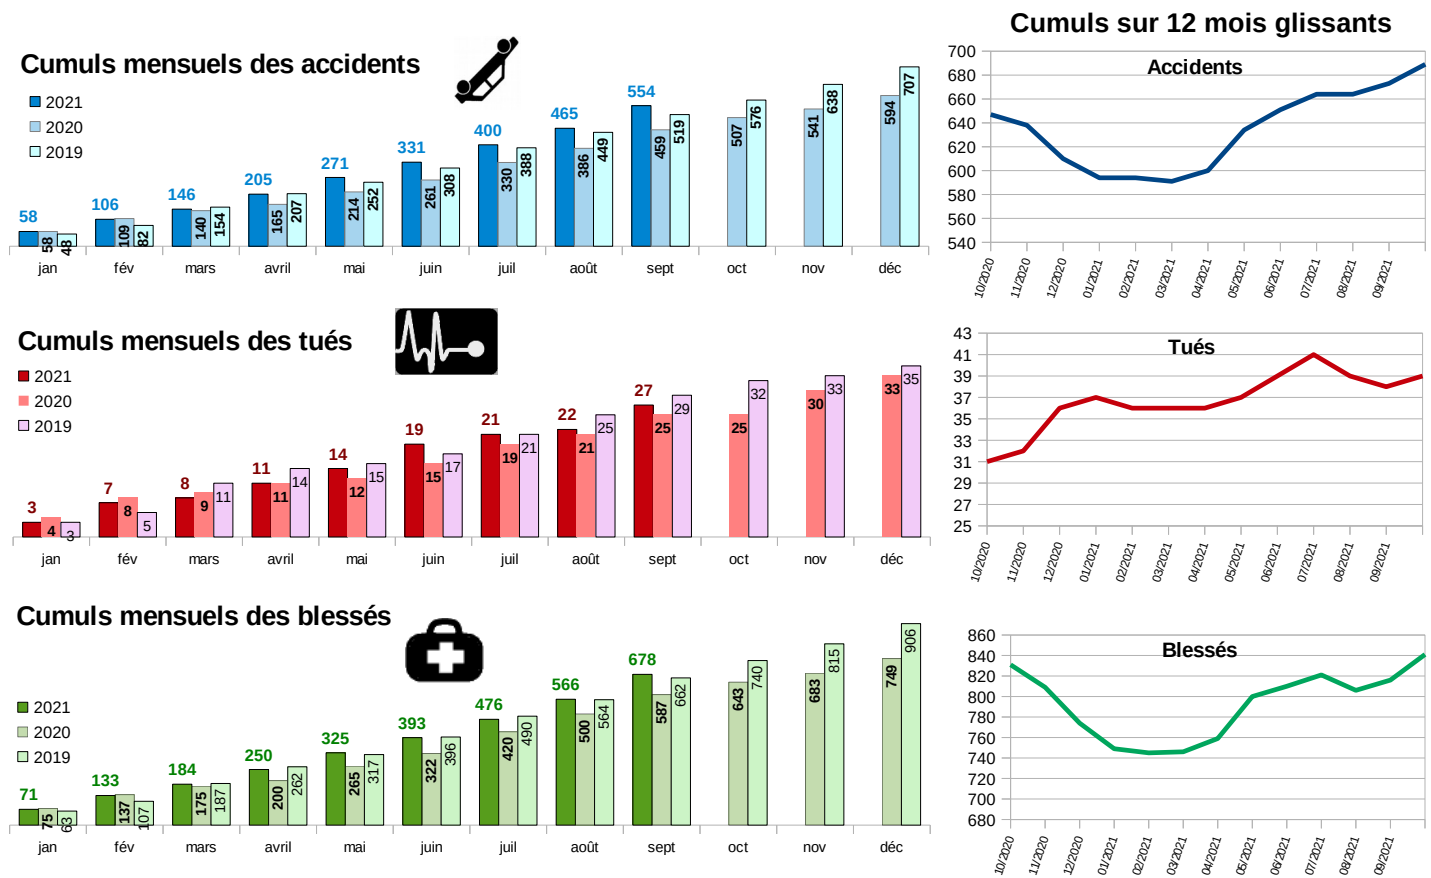 Cumuls sur 12 mois glissants
Cumuls mensuels des accidents
2021
2020
2019
58 106 146 205 271 331 400 465 554
58 109 140 165 214 261 330 386 459 507 541 594
48 82 154 207 252 308 388 449 519 576 638 707
jan fév mars avril mai juin juil août sept oct nov déc
Accidents
700
680
660
640
620
600
580
560
540
10/2020 11/2020 12/2020 01/2021 02/2021 03/2021 04/2021 05/2021 06/2021 07/2021 08/2021 09/2021
Cumuls mensuels des tués
2021
2020
2019
3 7 8 11 14 19 21 22 27
4 8 9 11 12 15 19 21 25 25 30 33
3 5 11 14 15 17 21 25 29 32 33 35
jan fév mars avril mai juin juil août sept oct nov déc
Tués
43
41
39
37
35
33
31
29
27
25
10/2020 11/2020 12/2020 01/2021 02/2021 03/2021 04/2021 05/2021 06/2021 07/2021 08/2021 09/2021
Cumuls mensuels des blessés
2021
2020
2019
71 133 184 250 325 393 476 566 678
75 137 175 200 265 322 420 500 587 643 683 749
63 107 187 262 317 396 490 564 662 740 815 906
jan fév mars avril mai juin juil août sept oct nov déc
Blessés
860
840
820
800
780
760
740
720
700
680
10/2020 11/2020 12/2020 01/2021 02/2021 03/2021 04/2021 05/2021 06/2021 07/2021 08/2021 09/2021